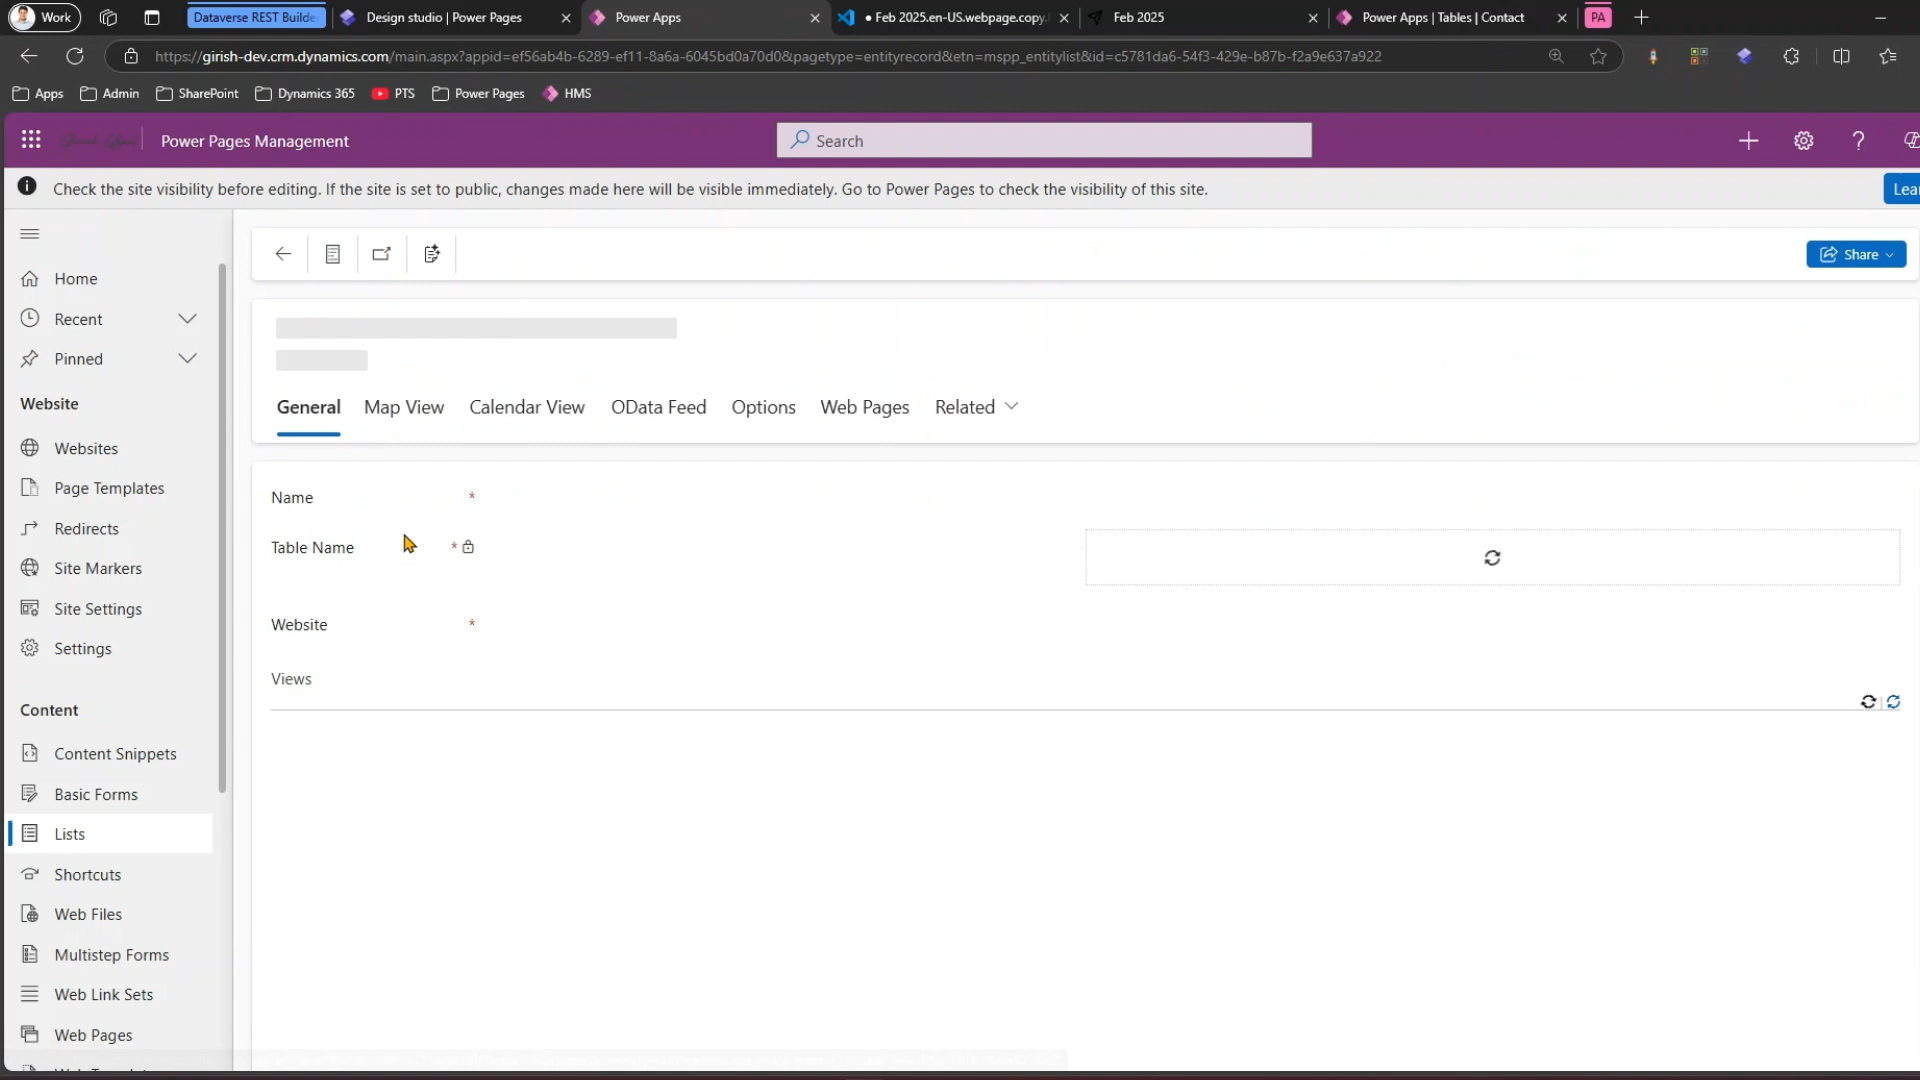 Work
Dataverse REST Builde
Design studio | Power Pages
Power Apps
• Feb 2025.en-US.webpage.copy.
Feb 2025
Power Apps | Tables | Contact
PA
https://girish-dev.crm.dynamics.com/main.aspx?appid=ef56ab4b-6289-ef11-8a6a-6045bd0a70d0&pagetype=entityrecord&etn=mspp_entitylist&id=c5781da6-54f3-429e-b87b-f2a9e637a922
Apps
Admin
SharePoint
Dynamics 365
PTS
Power Pages
HMS
Power Pages Management
Search
Check the site visibility before editing. If the site is set to public, changes made here will be visible immediately. Go to Power Pages to check the visibility of this site.
Lear
Share
Home
Recent
Pinned
Website
Websites
Page Templates
Redirects
Site Markers
Site Settings
Settings
Content
Content Snippets
Basic Forms
Lists
Shortcuts
Web Files
Multistep Forms
Web Link Sets
Web Pages
General
Map View
Calendar View
OData Feed
Options
Web Pages
Related
Name *
Table Name *
Website *
Views